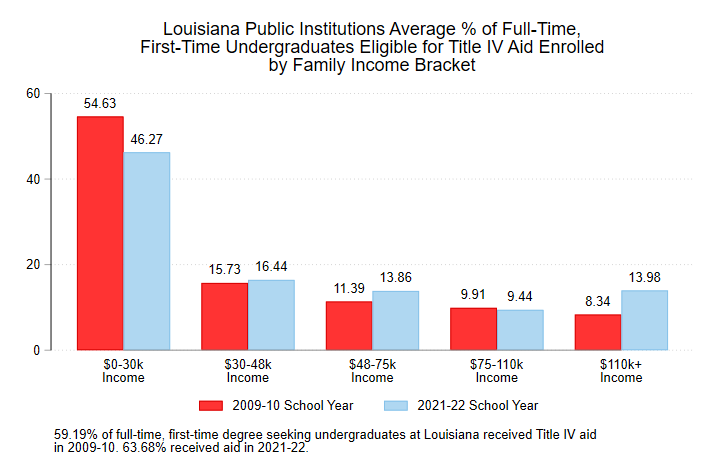 Louisiana Public Institutions Average % of Full-Time,
First-Time Undergraduates Eligible for Title IV Aid Enrolled
by Family Income Bracket
60
40
20
0
54.63
46.27
15.73
16.44
11.39
13.86
9.91
9.44
8.34
13.98
$0-30k
Income
$30-48k
Income
$48-75k
Income
$75-110k
Income
$110k+
Income
2009-10 School Year
2021-22 School Year
59.19% of full-time, first-time degree seeking undergraduates at Louisiana received Title IV aid
in 2009-10. 63.68% received aid in 2021-22.